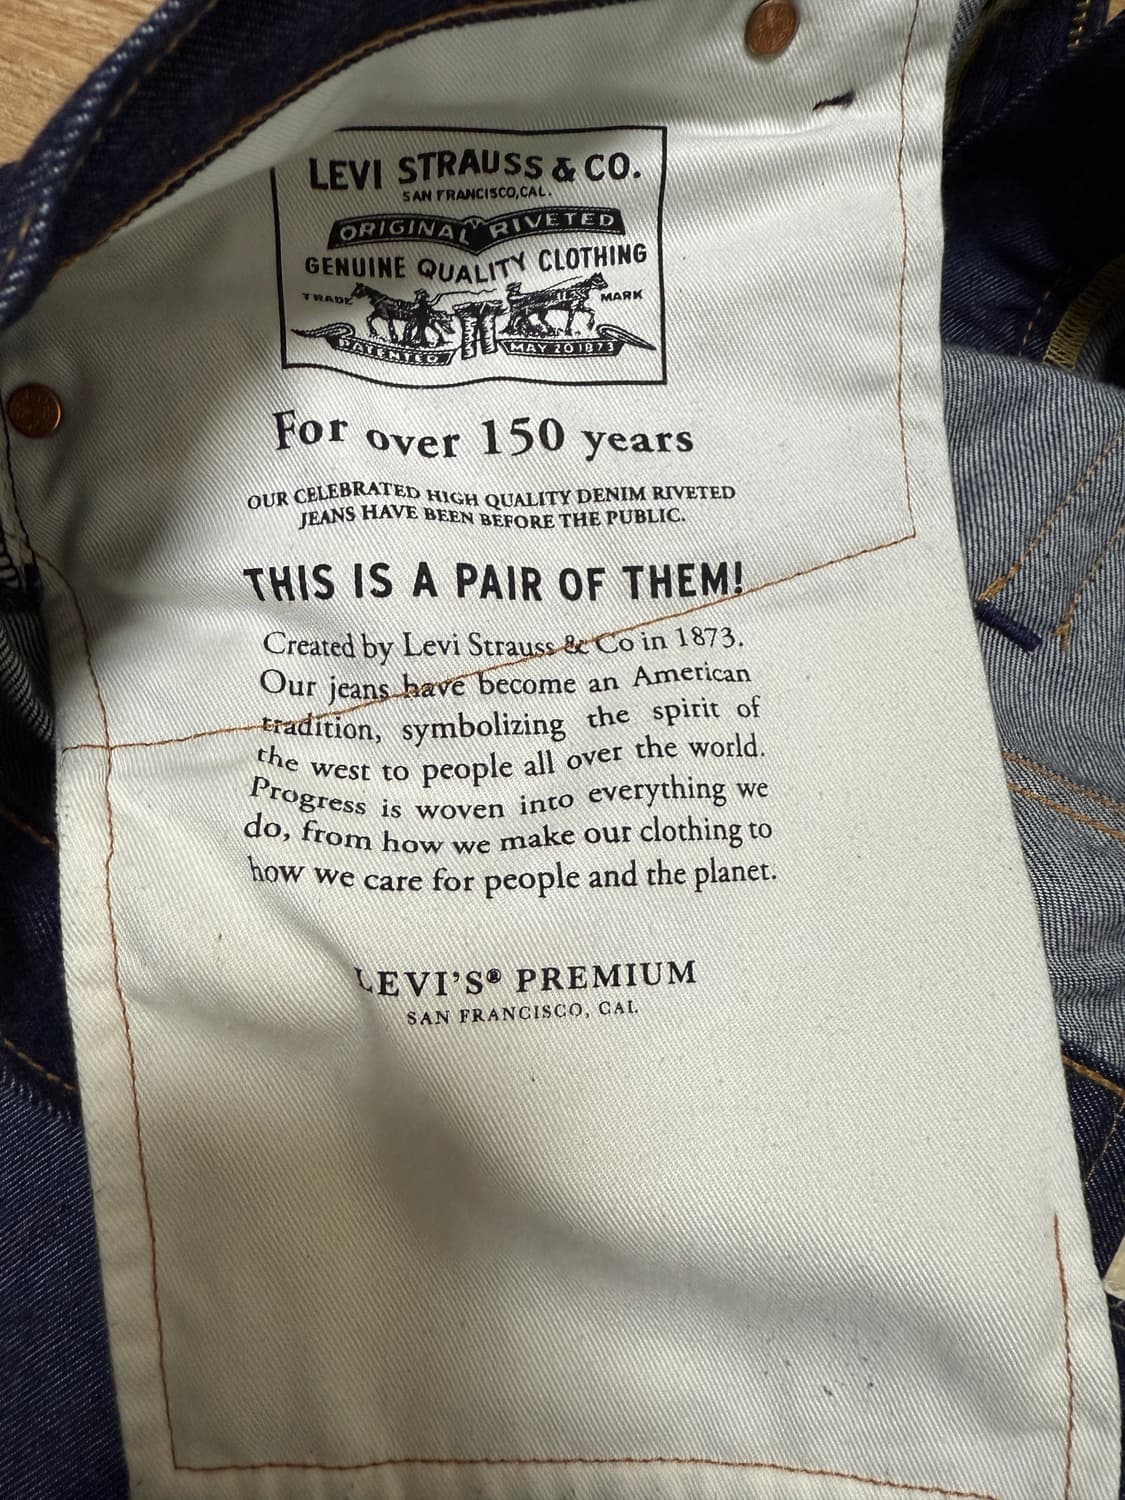 LEVI STRAUSS & CO.
SAN FRANCISCO, CAL.
ORIGINAL RIVETED
GENUINE QUALITY CLOTHING
TRADE MARK
PATENTED MAY 20 1873
For over 150 years
OUR CELEBRATED HIGH QUALITY DENIM RIVETED
JEANS HAVE BEEN BEFORE THE PUBLIC.
THIS IS A PAIR OF THEM!
Created by Levi Strauss & Co in 1873.
Our jeans have become an American
tradition, symbolizing the spirit of
the west to people all over the world.
Progress is woven into everything we
do, from how we make our clothing to
how we care for people and the planet.
LEVI'S® PREMIUM
SAN FRANCISCO, CAL